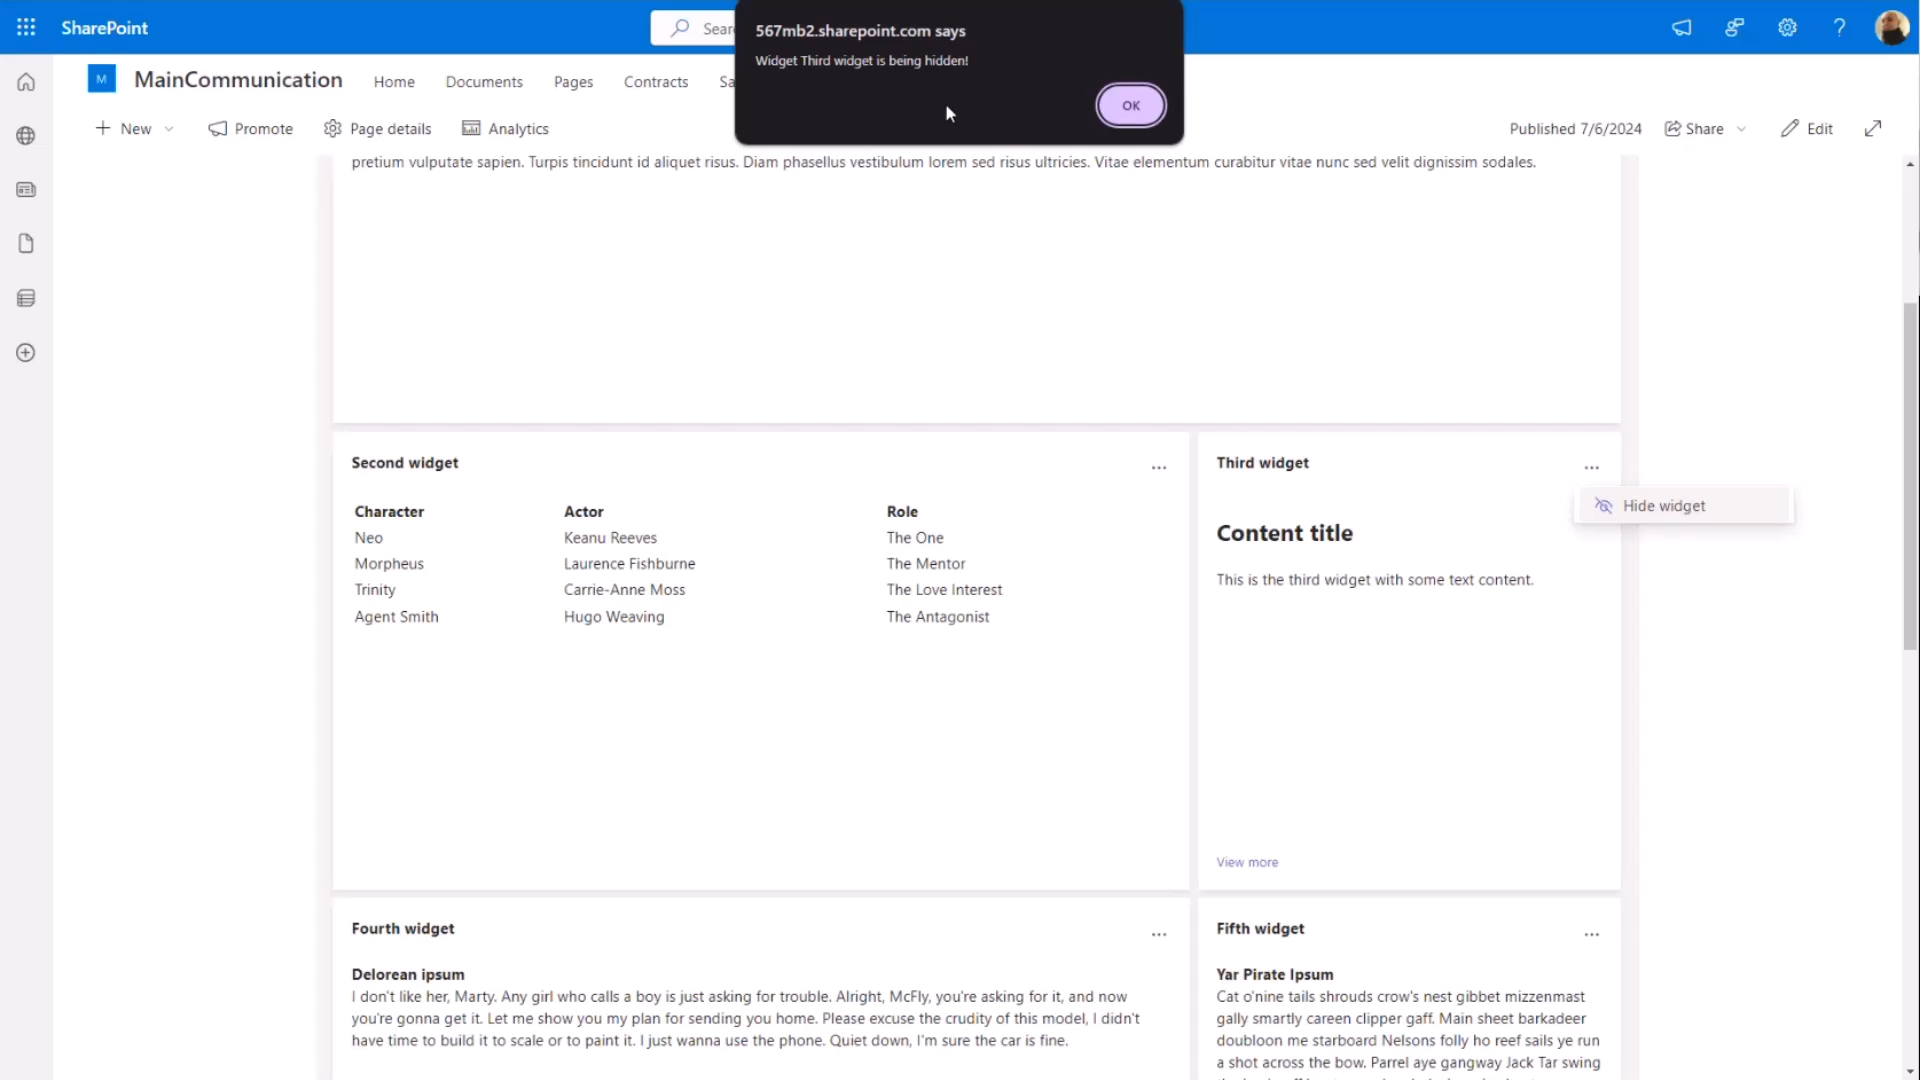 SharePoint
Sear
567mb2.sharepoint.com says
Widget Third widget is being hidden!
OK
M
MainCommunication
Home
Documents
Pages
Contracts
Sa
New
Promote
Page details
Analytics
Published 7/6/2024
Share
Edit
pretium vulputate sapien. Turpis tincidunt id aliquet risus. Diam phasellus vestibulum lorem sed risus ultricies. Vitae elementum curabitur vitae nunc sed velit dignissim sodales.
Second widget
...
Character Actor Role
Neo Keanu Reeves The One
Morpheus Laurence Fishburne The Mentor
Trinity Carrie-Anne Moss The Love Interest
Agent Smith Hugo Weaving The Antagonist
Third widget
...
Hide widget
Content title
This is the third widget with some text content.
View more
Fourth widget
...
Delorean ipsum
I don't like her, Marty. Any girl who calls a boy is just asking for trouble. Alright, McFly, you're asking for it, and now
you're gonna get it. Let me show you my plan for sending you home. Please excuse the crudity of this model, I didn't
have time to build it to scale or to paint it. I just wanna use the phone. Quiet down, I'm sure the car is fine.
Fifth widget
...
Yar Pirate Ipsum
Cat o'nine tails shrouds crow's nest gibbet mizzenmast
gally smartly careen clipper gaff. Main sheet barkadeer
doubloon me starboard Nelsons folly ho reef sails ye run
a shot across the bow. Parrel aye gangway Jack Tar swing